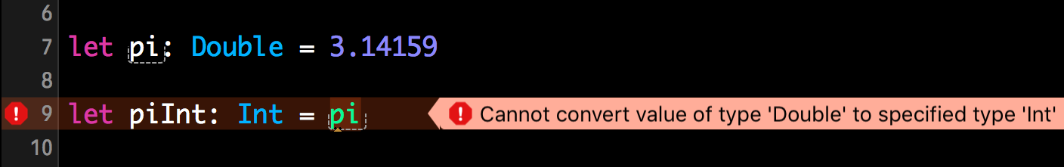 6
7 let pi: Double = 3.14159
8
9 let piInt: Int = pi Cannot convert value of type 'Double' to specified type 'Int'
10